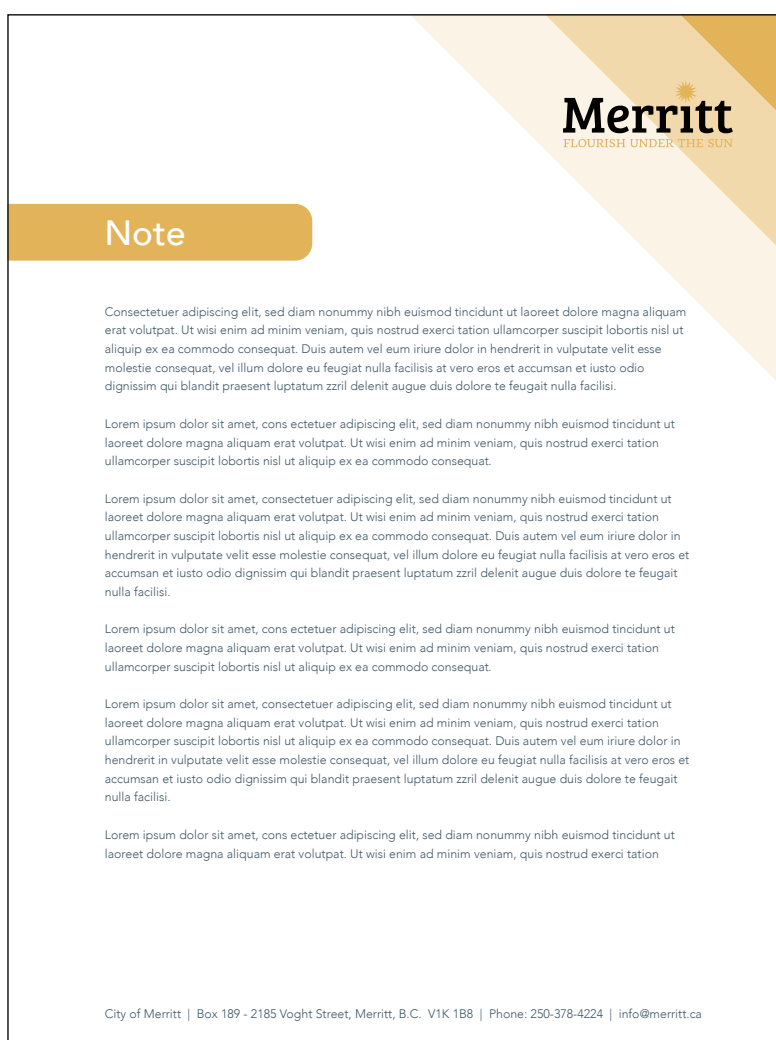 Merritt
FLOURISH UNDER THE SUN
Note
Consectetuer adipiscing elit, sed diam nonummy nibh euismod tincidunt ut laoreet dolore magna aliquam
erat volutpat. Ut wisi enim ad minim veniam, quis nostrud exerci tation ullamcorper suscipit lobortis nisl ut
aliquip ex ea commodo consequat. Duis autem vel eum iriure dolor in hendrerit in vulputate velit esse
molestie consequat, vel illum dolore eu feugiat nulla facilisis at vero eros et accumsan et iusto odio
dignissim qui blandit praesent luptatum zzril delenit augue duis dolore te feugait nulla facilisi.
Lorem ipsum dolor sit amet, cons ectetuer adipiscing elit, sed diam nonummy nibh euismod tincidunt ut
laoreet dolore magna aliquam erat volutpat. Ut wisi enim ad minim veniam, quis nostrud exerci tation
ullamcorper suscipit lobortis nisl ut aliquip ex ea commodo consequat.
Lorem ipsum dolor sit amet, consectetuer adipiscing elit, sed diam nonummy nibh euismod tincidunt ut
laoreet dolore magna aliquam erat volutpat. Ut wisi enim ad minim veniam, quis nostrud exerci tation
ullamcorper suscipit lobortis nisl ut aliquip ex ea commodo consequat. Duis autem vel eum iriure dolor in
hendrerit in vulputate velit esse molestie consequat, vel illum dolore eu feugiat nulla facilisis at vero eros et
accumsan et iusto odio dignissim qui blandit praesent luptatum zzril delenit augue duis dolore te feugait
nulla facilisi.
Lorem ipsum dolor sit amet, cons ectetuer adipiscing elit, sed diam nonummy nibh euismod tincidunt ut
laoreet dolore magna aliquam erat volutpat. Ut wisi enim ad minim veniam, quis nostrud exerci tation
ullamcorper suscipit lobortis nisl ut aliquip ex ea commodo consequat.
Lorem ipsum dolor sit amet, consectetuer adipiscing elit, sed diam nonummy nibh euismod tincidunt ut
laoreet dolore magna aliquam erat volutpat. Ut wisi enim ad minim veniam, quis nostrud exerci tation
ullamcorper suscipit lobortis nisl ut aliquip ex ea commodo consequat. Duis autem vel eum iriure dolor in
hendrerit in vulputate velit esse molestie consequat, vel illum dolore eu feugiat nulla facilisis at vero eros et
accumsan et iusto odio dignissim qui blandit praesent luptatum zzril delenit augue duis dolore te feugait
nulla facilisi.
Lorem ipsum dolor sit amet, cons ectetuer adipiscing elit, sed diam nonummy nibh euismod tincidunt ut
laoreet dolore magna aliquam erat volutpat. Ut wisi enim ad minim veniam, quis nostrud exerci tation
City of Merritt | Box 189 - 2185 Voght Street, Merritt, B.C. V1K 1B8 | Phone: 250-378-4224 | info@merritt.ca